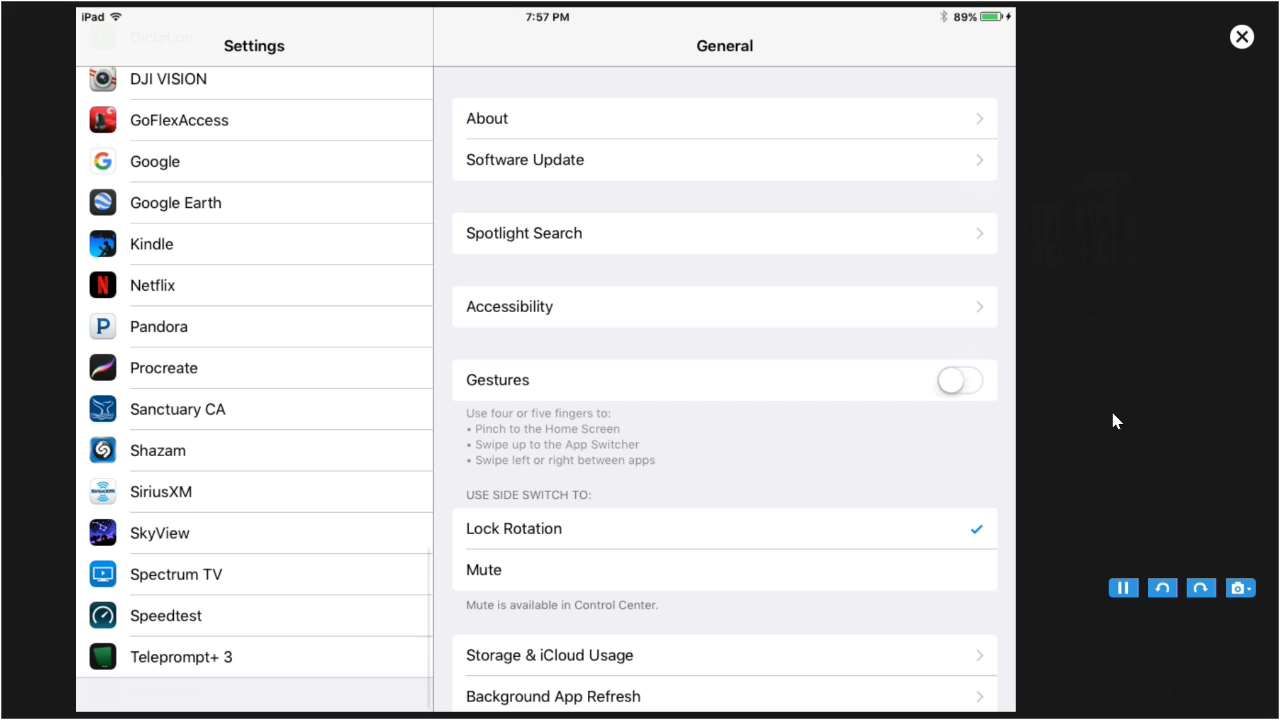 iPad 7:57 PM 89%
Dictation
Settings
General
DJI VISION
GoFlexAccess
Google
Google Earth
Kindle
Netflix
Pandora
Procreate
Sanctuary CA
Shazam
SiriusXM
SkyView
Spectrum TV
Speedtest
Teleprompt+ 3
About
Software Update
Spotlight Search
Accessibility
Gestures
Use four or five fingers to:
• Pinch to the Home Screen
• Swipe up to the App Switcher
• Swipe left or right between apps
USE SIDE SWITCH TO:
Lock Rotation
Mute
Mute is available in Control Center.
Storage & iCloud Usage
Background App Refresh